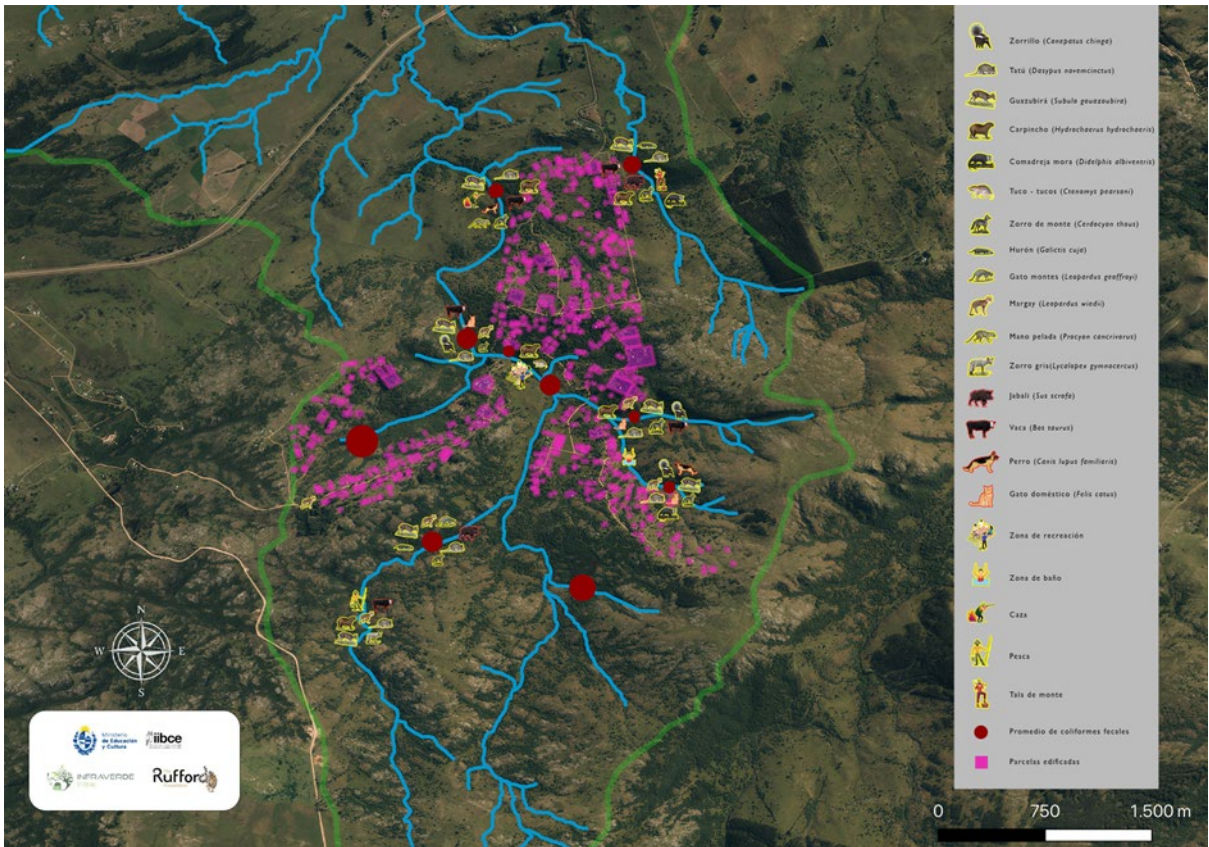 Zorrillo (Conepatus chinga)
Tatú (Dasypus novemcinctus)
Guazubirá (Subulo gouazoubira)
Carpincho (Hydrochaerus hydrochaeris)
Comadreja mora (Didelphis albiventris)
Tuco - tucos (Ctenomys pearsoni)
Zorro de monte (Cerdocyon thous)
Hurón (Galictis cuja)
Gato montes (Leopardus geoffroyi)
Margay (Leopardus wiedii)
Mano pelada (Procyon cancrivorus)
Zorro gris(Lycalopex gymnocercus)
Jabalí (Sus scrofa)
Vaca (Bos taurus)
Perro (Canis lupus familiaris)
Gato doméstico (Felis catus)
Zona de recreación
Zona de baño
Caza
Pesca
Tala de monte
Promedio de coliformes fecales
Parcelas edificadas
0 750 1.500 m
N
W E
S
Ministerio
de Educación
y Cultura
iibce
INFRAVERDE
Rufford